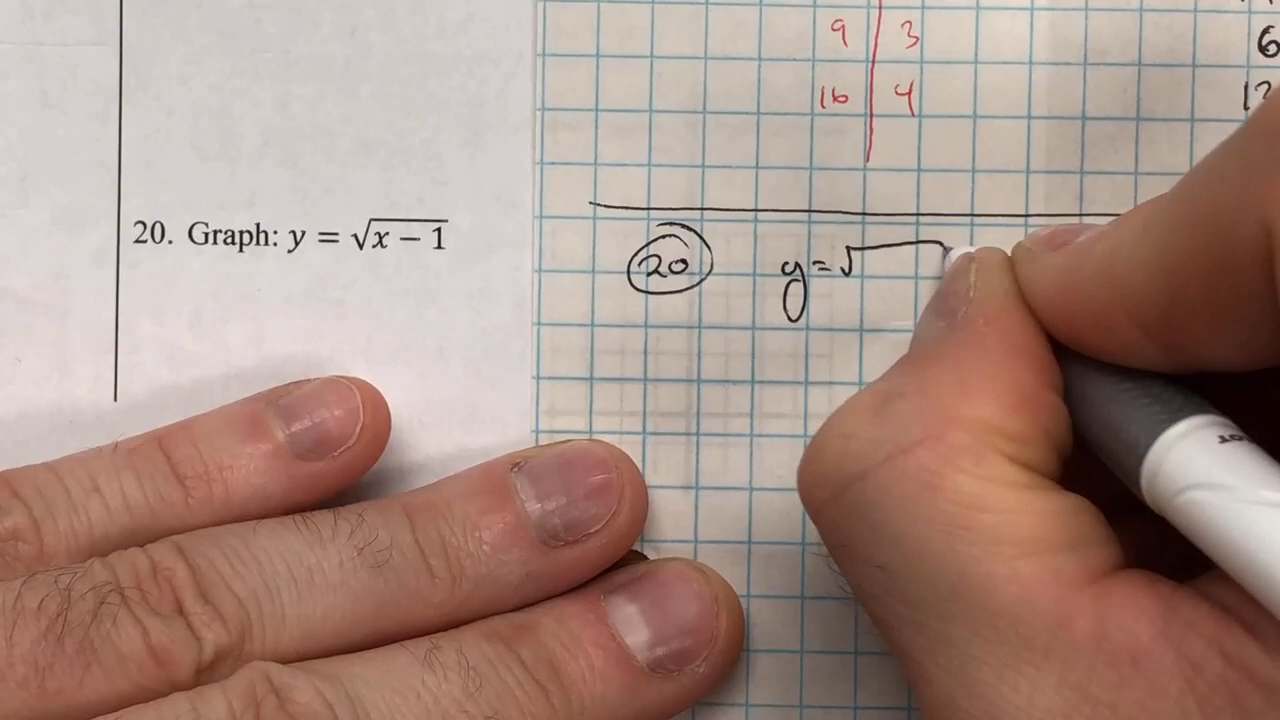 9 3
6
16 4
20. Graph: y = √x − 1
20 y = √